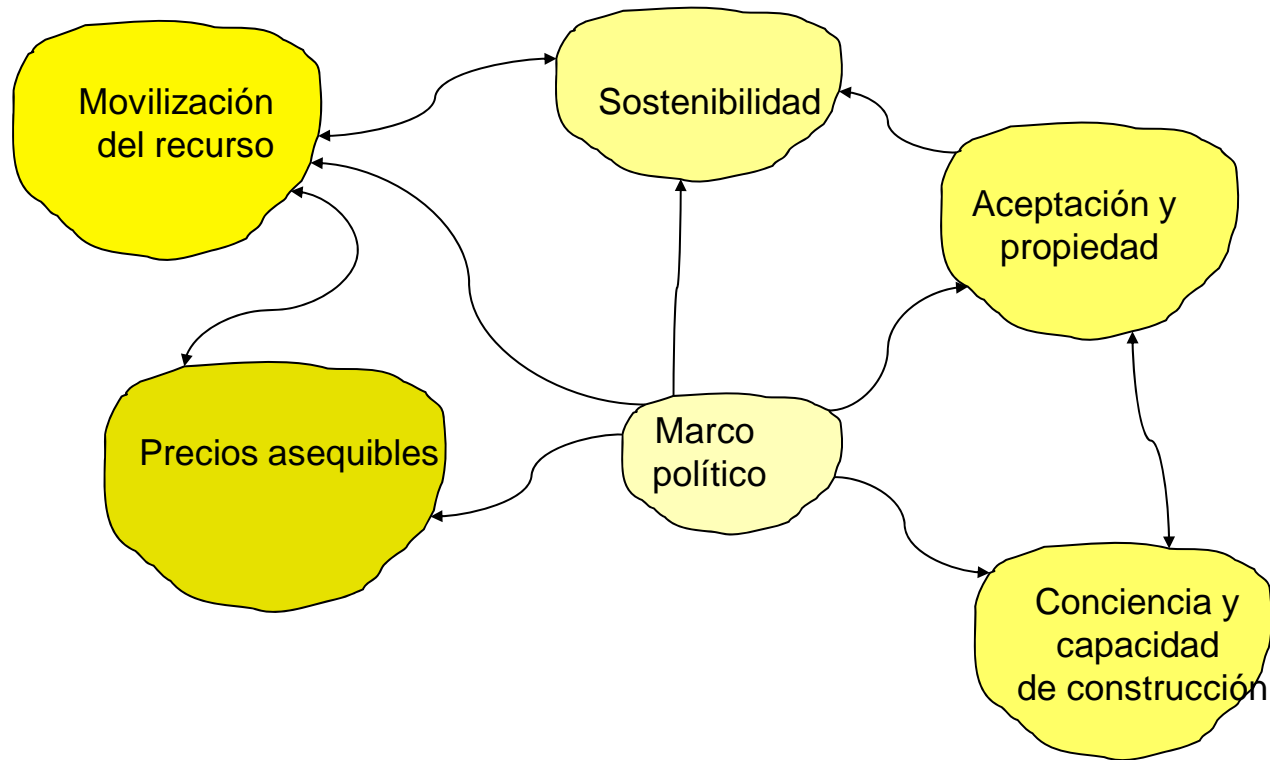 Movilización
del recurso
Sostenibilidad
Aceptación y
propiedad
Precios asequibles
Marco
político
Conciencia y
capacidad
de construcción